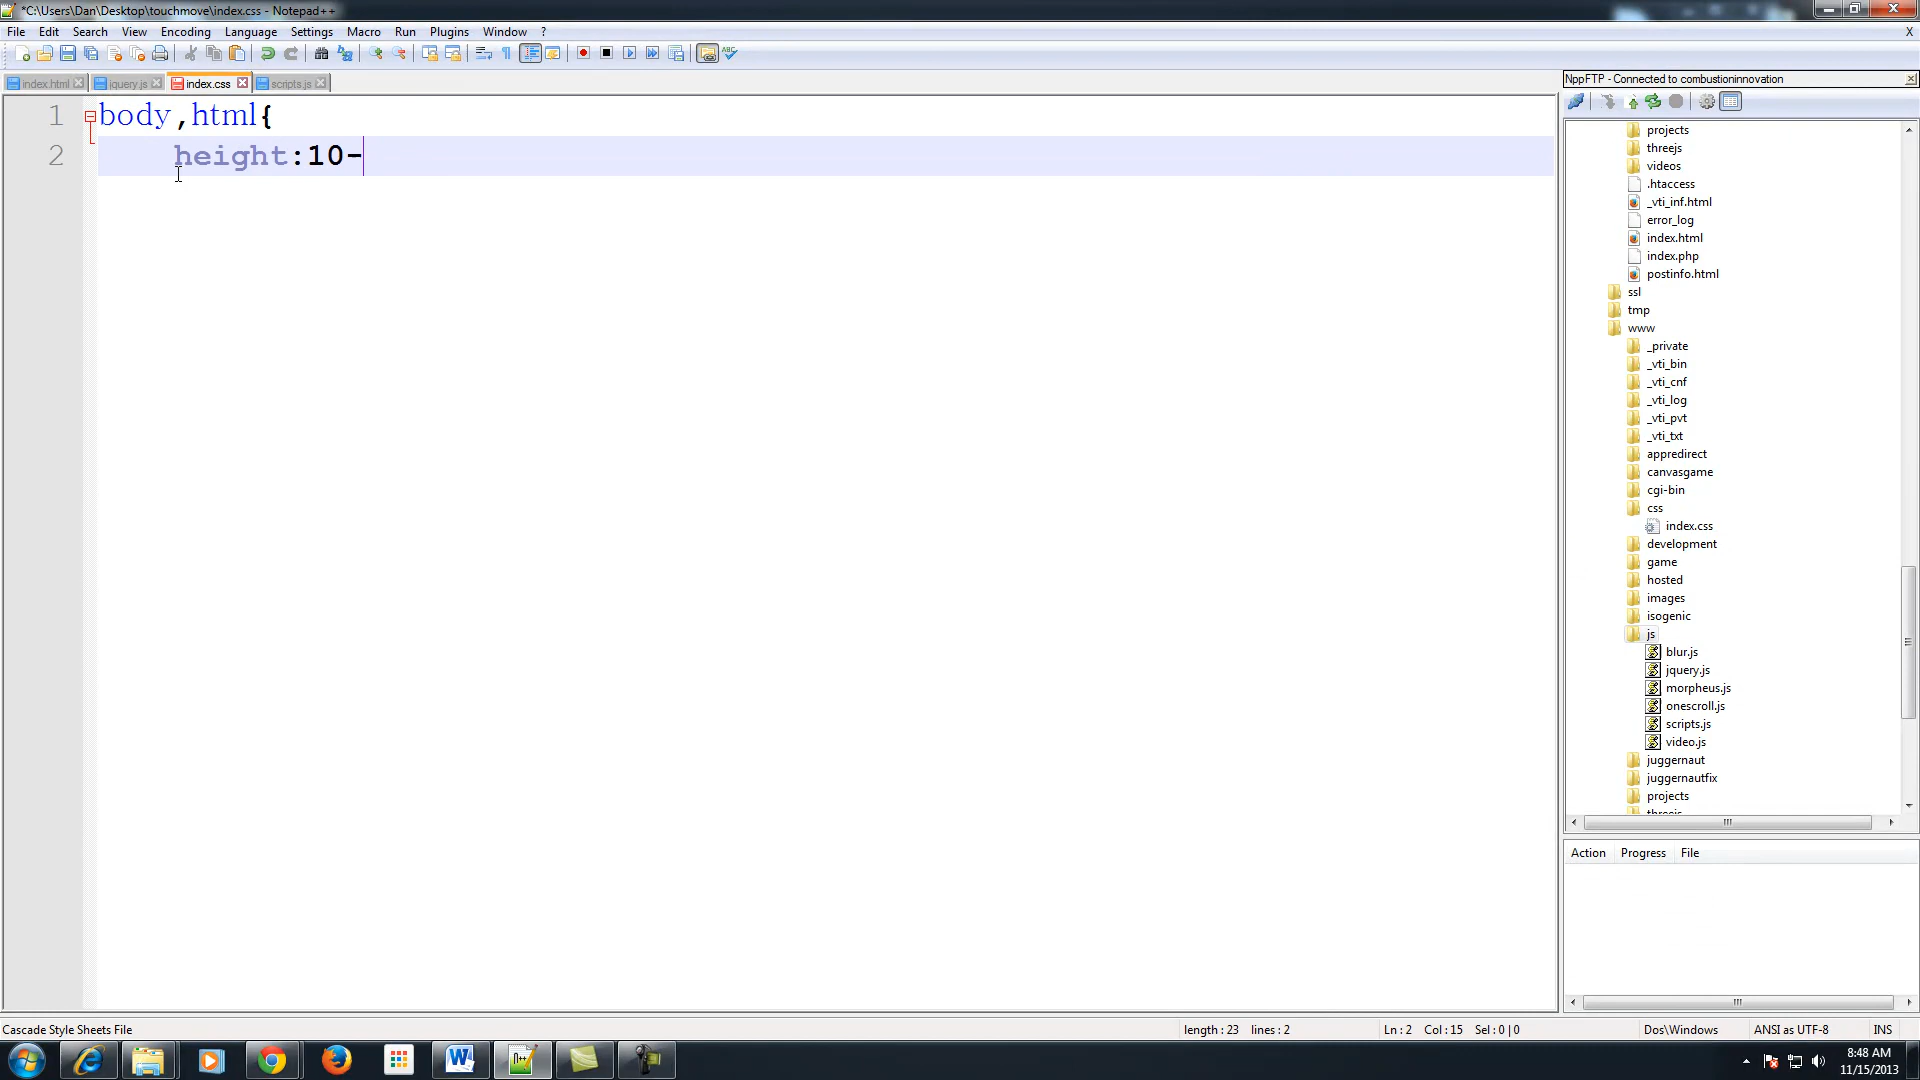 *C:\Users\Dan\Desktop\touchmove\index.css - Notepad++
File Edit Search View Encoding Language Settings Macro Run Plugins Window ? X
index.html jquery.js index.css scripts.js
1 body,html{
2 height:10-
NppFTP - Connected to combustioninnovation
projects
threejs
videos
.htaccess
_vti_inf.html
error_log
index.html
index.php
postinfo.html
ssl
tmp
www
_private
_vti_bin
_vti_cnf
_vti_log
_vti_pvt
_vti_txt
appredirect
canvasgame
cgi-bin
css
index.css
development
game
hosted
images
isogenic
js
blur.js
jquery.js
morpheus.js
onescroll.js
scripts.js
video.js
juggernaut
juggernautfix
projects
threejs
Action Progress File
Cascade Style Sheets File length : 23 lines : 2 Ln : 2 Col : 15 Sel : 0 | 0 Dos\Windows ANSI as UTF-8 INS
8:48 AM
11/15/2013